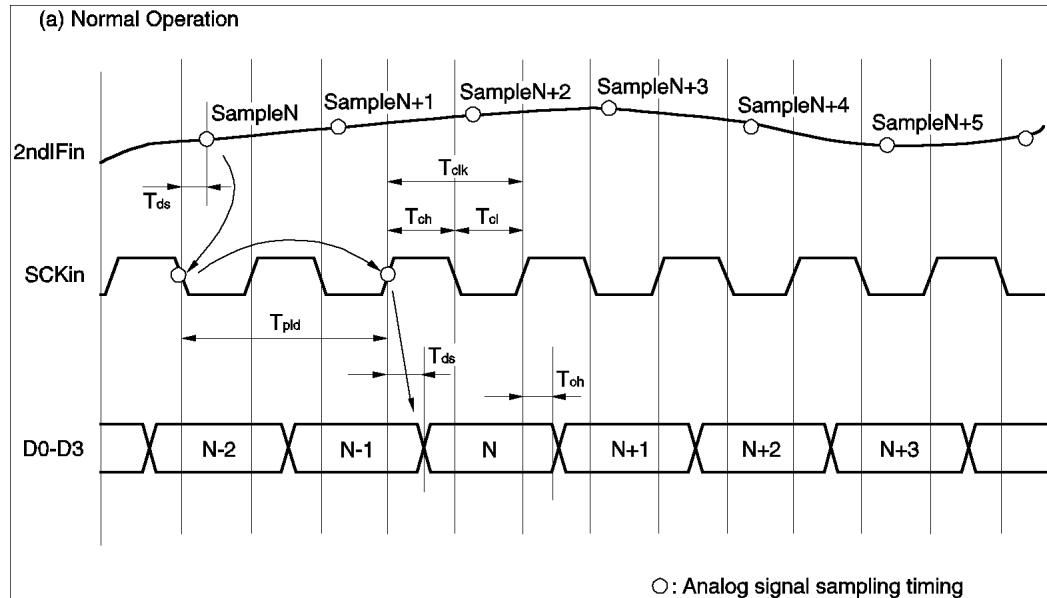 (a) Normal Operation
SampleN
SampleN+1
SampleN+2
SampleN+3
SampleN+4
SampleN+5
2ndIFin
Tds
Tclk
Tch
Tcl
SCKin
Tpld
Tds
Toh
D0-D3
N-2
N-1
N
N+1
N+2
N+3
: Analog signal sampling timing